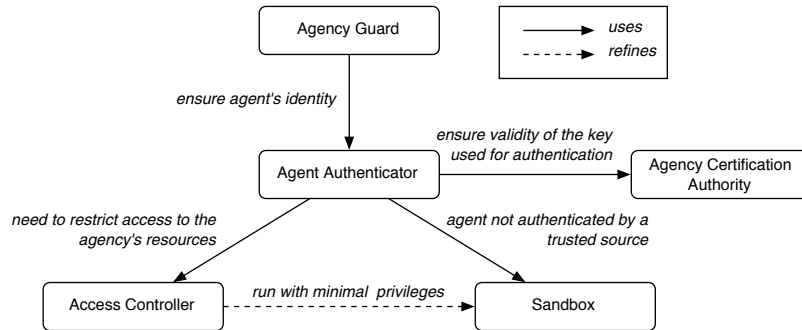 Agency Guard
uses
refines
ensure agent's identity
ensure validity of the key
used for authentication
Agent Authenticator
Agency Certification
Authority
need to restrict access to the
agency's resources
agent not authenticated by a
trusted source
Access Controller
run with minimal privileges
Sandbox